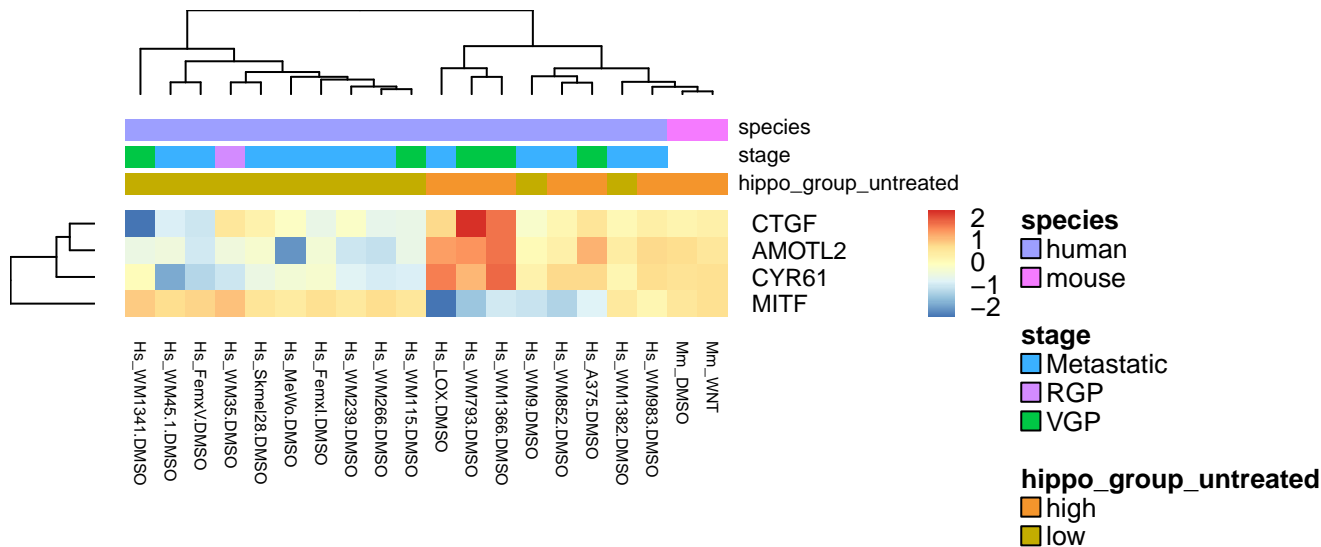 species
stage
hippo_group_untreated
CTGF
AMOTL2
CYR61
MITF
2
1
0
−1
−2
Hs_WM1341.DMSO
Hs_WM45.1.DMSO
Hs_FemxV.DMSO
Hs_WM35.DMSO
Hs_Skmel28.DMSO
Hs_MeWo.DMSO
Hs_FemxI.DMSO
Hs_WM239.DMSO
Hs_WM266.DMSO
Hs_WM115.DMSO
Hs_LOX.DMSO
Hs_WM793.DMSO
Hs_WM1366.DMSO
Hs_WM9.DMSO
Hs_WM852.DMSO
Hs_A375.DMSO
Hs_WM1382.DMSO
Hs_WM983.DMSO
Mm_DMSO
Mm_WNT
species
human
mouse
stage
Metastatic
RGP
VGP
hippo_group_untreated
high
low